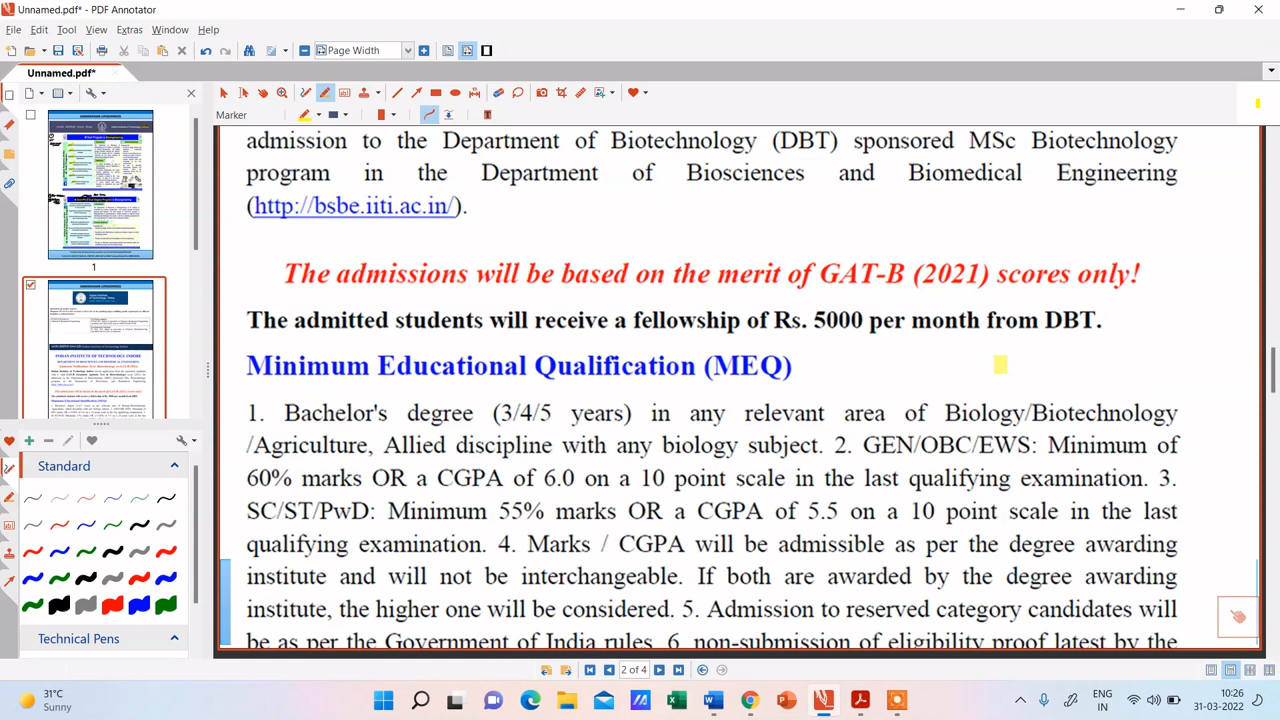 Unnamed.pdf* - PDF Annotator
File Edit Tool View Extras Window Help
Page Width
Unnamed.pdf*
Marker
admission to the Department of Biotechnology (DBT) sponsored MSc Biotechnology
program in the Department of Biosciences and Biomedical Engineering
(http://bsbe.iiti.ac.in/).
The admissions will be based on the merit of GAT-B (2021) scores only!
The admitted students will receive a fellowship of Rs. 5000 per month from DBT.
Minimum Educational Qualification (MEQ)
1. Bachelor's degree (3/4/5 years) in any relevant area of Biology/Biotechnology
/Agriculture, Allied discipline with any biology subject. 2. GEN/OBC/EWS: Minimum of
60% marks OR a CGPA of 6.0 on a 10 point scale in the last qualifying examination. 3.
SC/ST/PwD: Minimum 55% marks OR a CGPA of 5.5 on a 10 point scale in the last
qualifying examination. 4. Marks / CGPA will be admissible as per the degree awarding
institute and will not be interchangeable. If both are awarded by the degree awarding
institute, the higher one will be considered. 5. Admission to reserved category candidates will
be as per the Government of India rules. 6. non-submission of eligibility proof latest by the
1
INDIAN INSTITUTE OF TECHNOLOGY INDORE
Minimum Educational Qualification (MEQ)
Standard
Technical Pens
2 of 4
31°C
Sunny
ENG
IN
10:26
31-03-2022